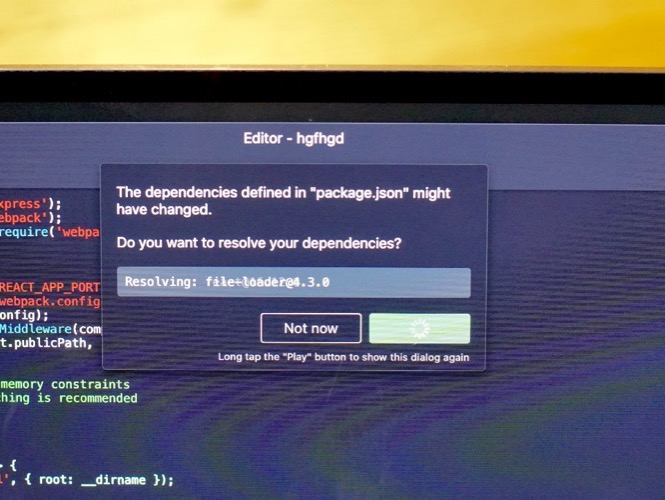 Editor - hgfhgd
xpress');
ebpack');
require('webpa
The dependencies defined in "package.json" might
have changed.
Do you want to resolve your dependencies?
REACT_APP_PORT
webpack.config
onfig);
Middleware(com
t.publicPath,
Resolving: file-loader@4.3.0
Not now
Long tap the "Play" button to show this dialog again
memory constraints
hing is recommended
{
', { root: __dirname });